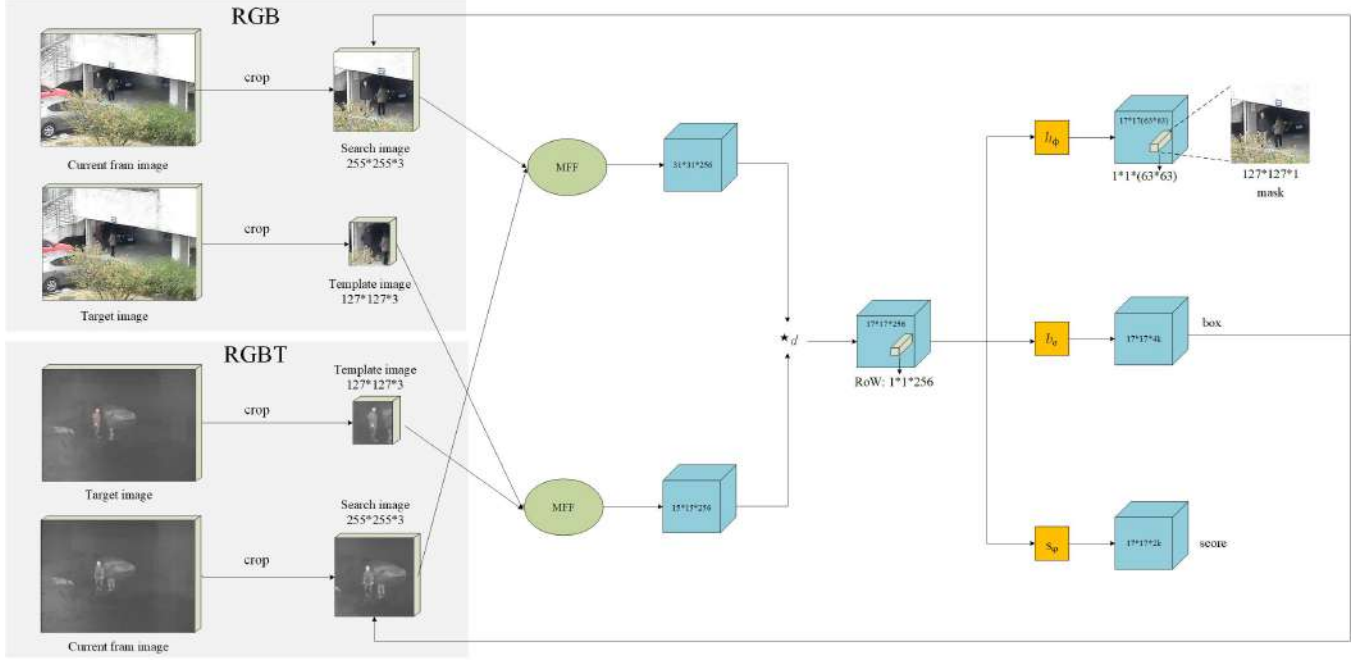 RGB
crop
Current fram image
Search image
255*255*3
crop
Target image
Template image
127*127*3
RGBT
Template image
127*127*3
crop
Target image
Search image
255*255*3
crop
Current fram image
MFF
31*31*256
MFF
15*15*256
★d
17*17*256
RoW: 1*1*256
hϕ
17*17(63*63)
1*1*(63*63)
127*127*1
mask
bσ
17*17*4k
box
sφ
17*17*2k
score